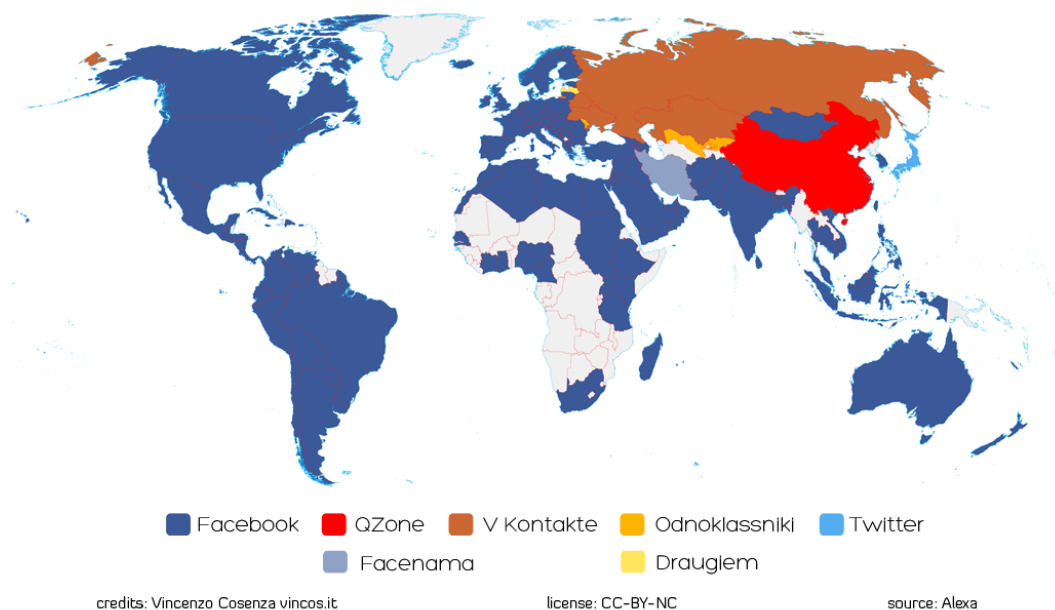 Facebook QZone V Kontakte Odnoklassniki Twitter
Facenama Draugiem
credits: Vincenzo Cosenza vincos.it license: CC-BY-NC source: Alexa